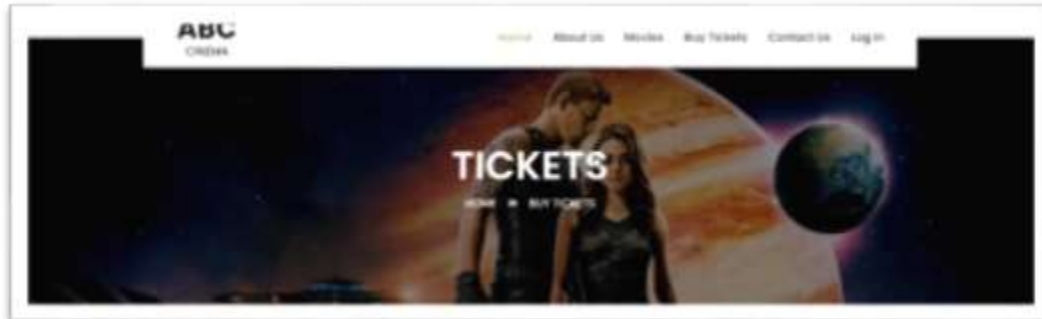 ABC
CINEMA
Home About Us Movies Buy Tickets Contact Us Log In
TICKETS
HOME BUY TICKETS